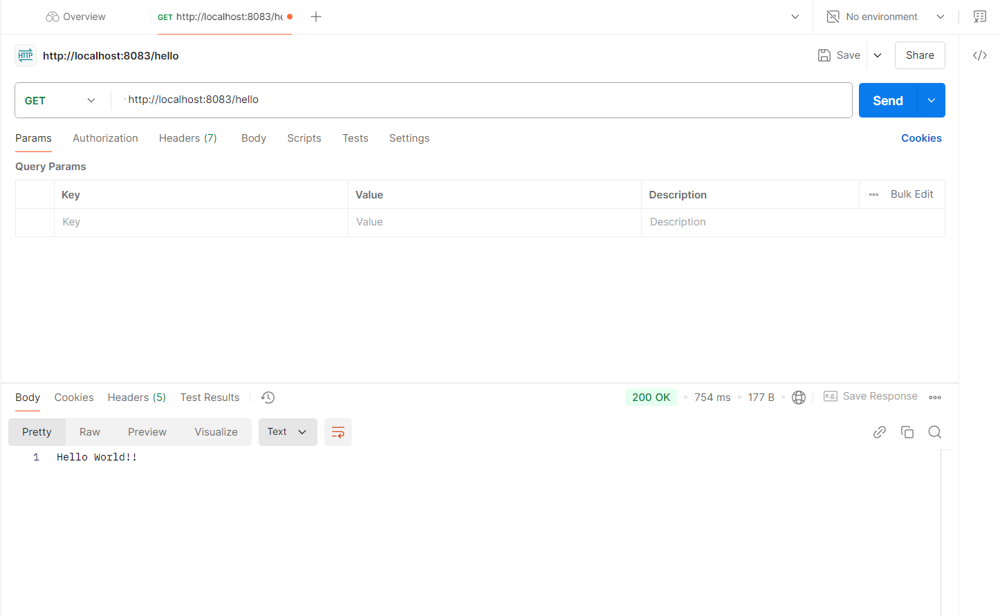 Overview
GET http://localhost:8083/he
No environment
HTTP http://localhost:8083/hello
Save
Share
GET http://localhost:8083/hello
Send
Params Authorization Headers (7) Body Scripts Tests Settings Cookies
Query Params
Key Value Description Bulk Edit
Key Value Description
Body Cookies Headers (5) Test Results 200 OK 754 ms 177 B e.g. Save Response
Pretty Raw Preview Visualize Text
1 Hello World!!